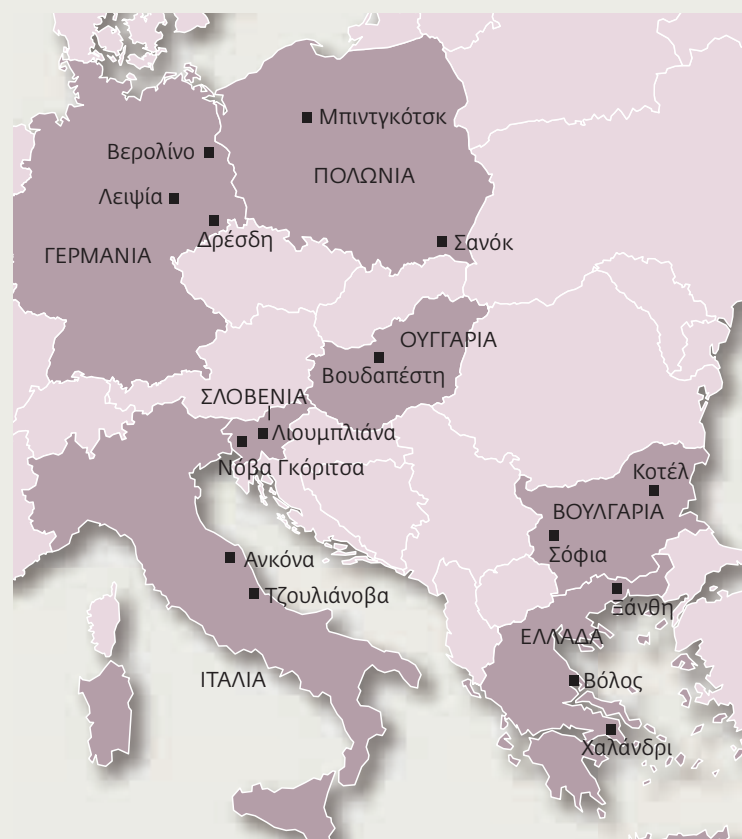 Μπιντγκότσκ
Βερολίνο
ΠΟΛΩΝΙΑ
Λειψία
Δρέσδη
Σανόκ
ΓΕΡΜΑΝΙΑ
ΟΥΓΓΑΡΙΑ
Βουδαπέστη
ΣΛΟΒΕΝΙΑ
Λιουμπλιάνα
Νόβα Γκόριτσα
Κοτέλ
ΒΟΥΛΓΑΡΙΑ
Σόφια
Ανκόνα
Τζουλιάνοβα
Ξάνθη
ΕΛΛΑΔΑ
ΙΤΑΛΙΑ
Βόλος
Χαλάνδρι